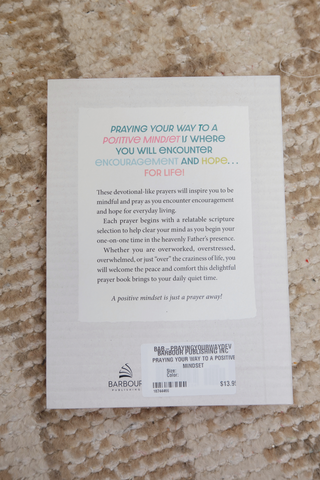 PRAYING YOUR WAY TO A
POSITIVE MINDSET IS WHERE
YOU WILL ENCOUNTER
ENCOURAGEMENT AND HOPE...
FOR LIFE!
These devotional-like prayers will inspire you to be
mindful and pray as you encounter encouragement
and hope for everyday living.
Each prayer begins with a relatable scripture
selection to help clear your mind as you begin your
one-on-one time in the heavenly Father's presence.
Whether you are overworked, overstressed,
overwhelmed, or just "over" the craziness of life, you
will welcome the peace and comfort this delightful
prayer book brings to your daily quiet time.
A positive mindset is just a prayer away!
BAR - PRAYINGYOURWAYDEV
BARBOUR PUBLISHING INC
PRAYING YOUR WAY TO A POSITIVE
MINDSET
Size:
Color:
$13.9
BARBOUR
PUBLISHING